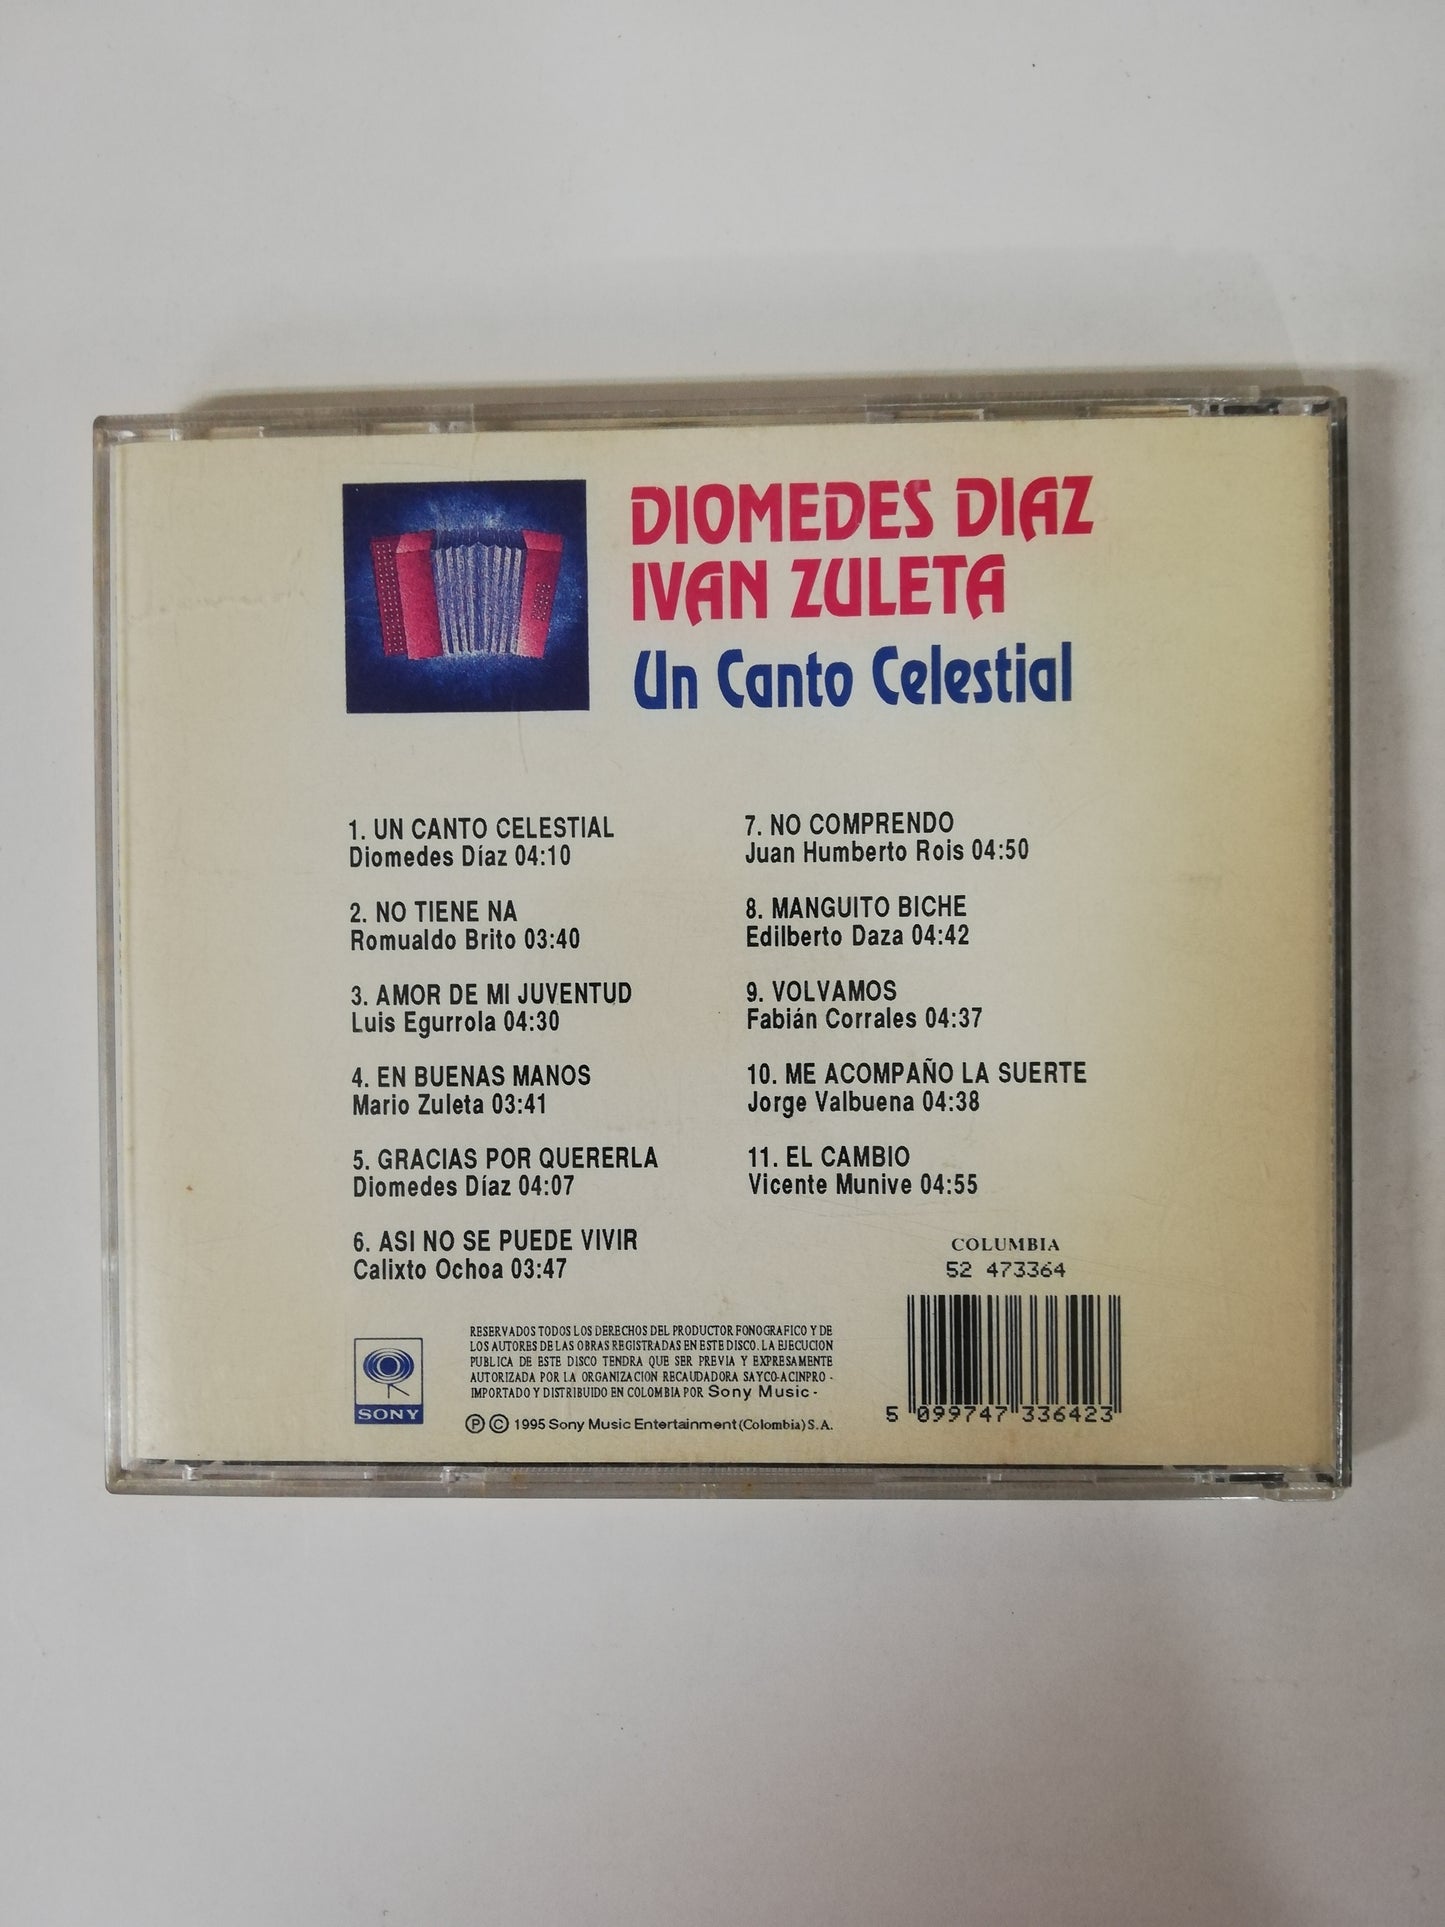 DIOMEDES DIAZ
IVAN ZULETA
Un Canto Celestial
1. UN CANTO CELESTIAL
Diomedes Díaz 04:10
2. NO TIENE NA
Romualdo Brito 03:40
3. AMOR DE MI JUVENTUD
Luis Egurrola 04:30
4. EN BUENAS MANOS
Mario Zuleta 03:41
5. GRACIAS POR QUERERLA
Diomedes Díaz 04:07
6. ASI NO SE PUEDE VIVIR
Calixto Ochoa 03:47
7. NO COMPRENDO
Juan Humberto Rois 04:50
8. MANGUITO BICHE
Edilberto Daza 04:42
9. VOLVAMOS
Fabián Corrales 04:37
10. ME ACOMPAÑO LA SUERTE
Jorge Valbuena 04:38
11. EL CAMBIO
Vicente Munive 04:55
COLUMBIA
52 473364
5 099747 336423
SONY
RESERVADOS TODOS LOS DERECHOS DEL PRODUCTOR FONOGRAFICO Y DE
LOS AUTORES DE LAS OBRAS REGISTRADAS EN ESTE DISCO. LA EJECUCION
PUBLICA DE ESTE DISCO TENDRA QUE SER PREVIA Y EXPRESAMENTE
AUTORIZADA POR LA ORGANIZACION RECAUDADORA SAYCO-ACINPRO -
IMPORTADO Y DISTRIBUIDO EN COLOMBIA POR Sony Music -
Ⓟ © 1995 Sony Music Entertainment (Colombia) S.A.